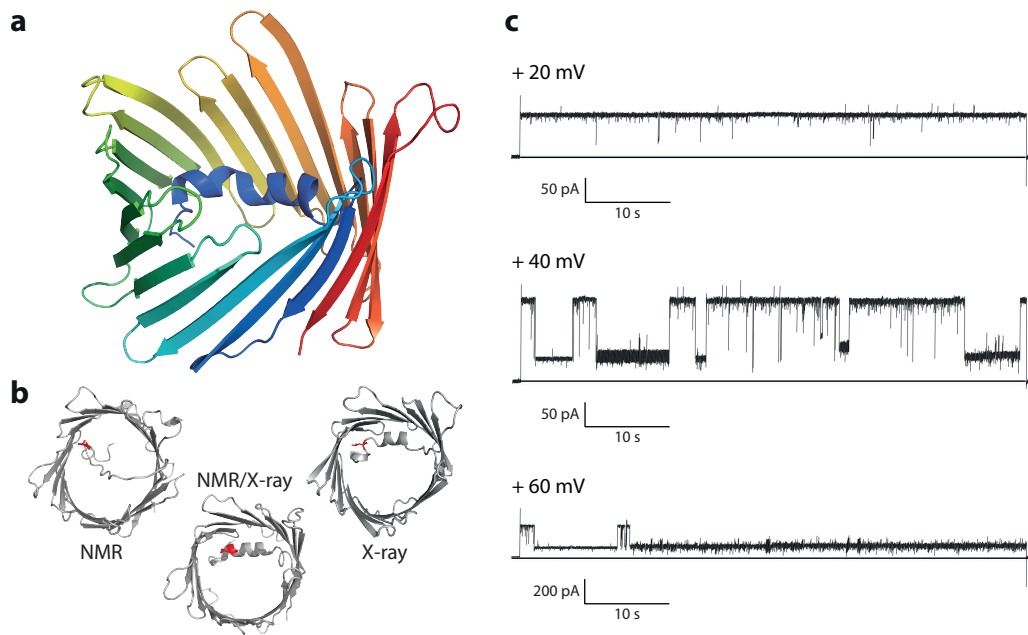 a
b
NMR
NMR/X-ray
X-ray
c
+ 20 mV
50 pA
10 s
+ 40 mV
50 pA
10 s
+ 60 mV
200 pA
10 s